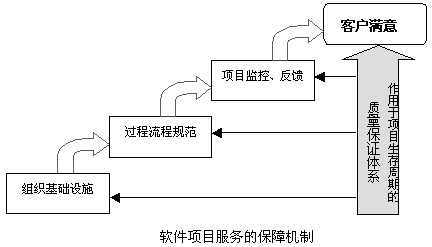 客户满意
项目监控、反馈
过程流程规范
组织基础设施
作用于项目生存周期的
质量保证体系
软件项目服务的保障机制